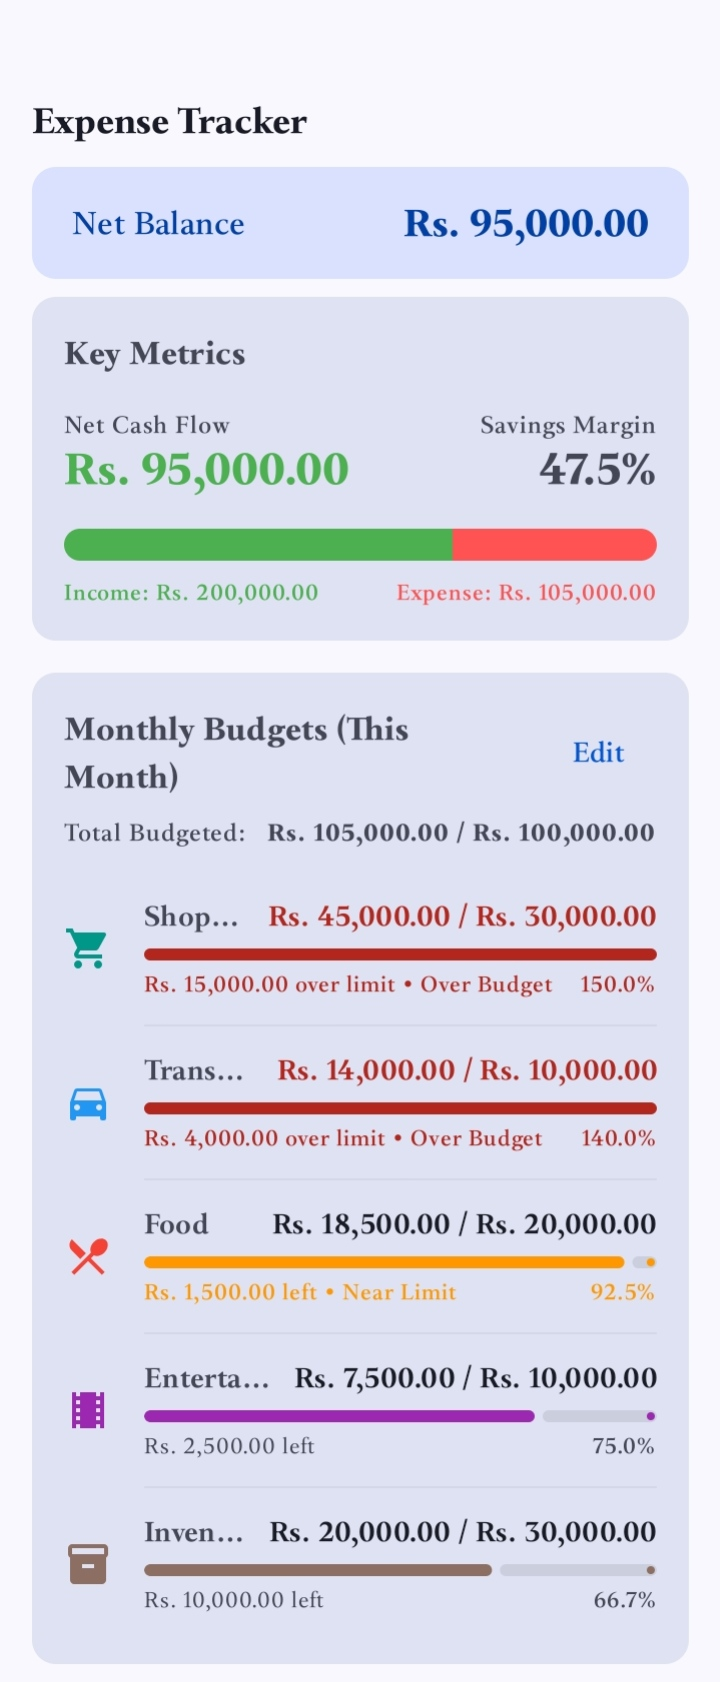 Expense Tracker
Net Balance Rs. 95,000.00
Key Metrics
Net Cash Flow Savings Margin
Rs. 95,000.00 47.5%
Income: Rs. 200,000.00 Expense: Rs. 105,000.00
Monthly Budgets (This
Month)
Edit
Total Budgeted: Rs. 105,000.00 / Rs. 100,000.00
Shop... Rs. 45,000.00 / Rs. 30,000.00
Rs. 15,000.00 over limit • Over Budget 150.0%
Trans... Rs. 14,000.00 / Rs. 10,000.00
Rs. 4,000.00 over limit • Over Budget 140.0%
Food Rs. 18,500.00 / Rs. 20,000.00
Rs. 1,500.00 left • Near Limit 92.5%
Enterta... Rs. 7,500.00 / Rs. 10,000.00
Rs. 2,500.00 left 75.0%
Inven... Rs. 20,000.00 / Rs. 30,000.00
Rs. 10,000.00 left 66.7%